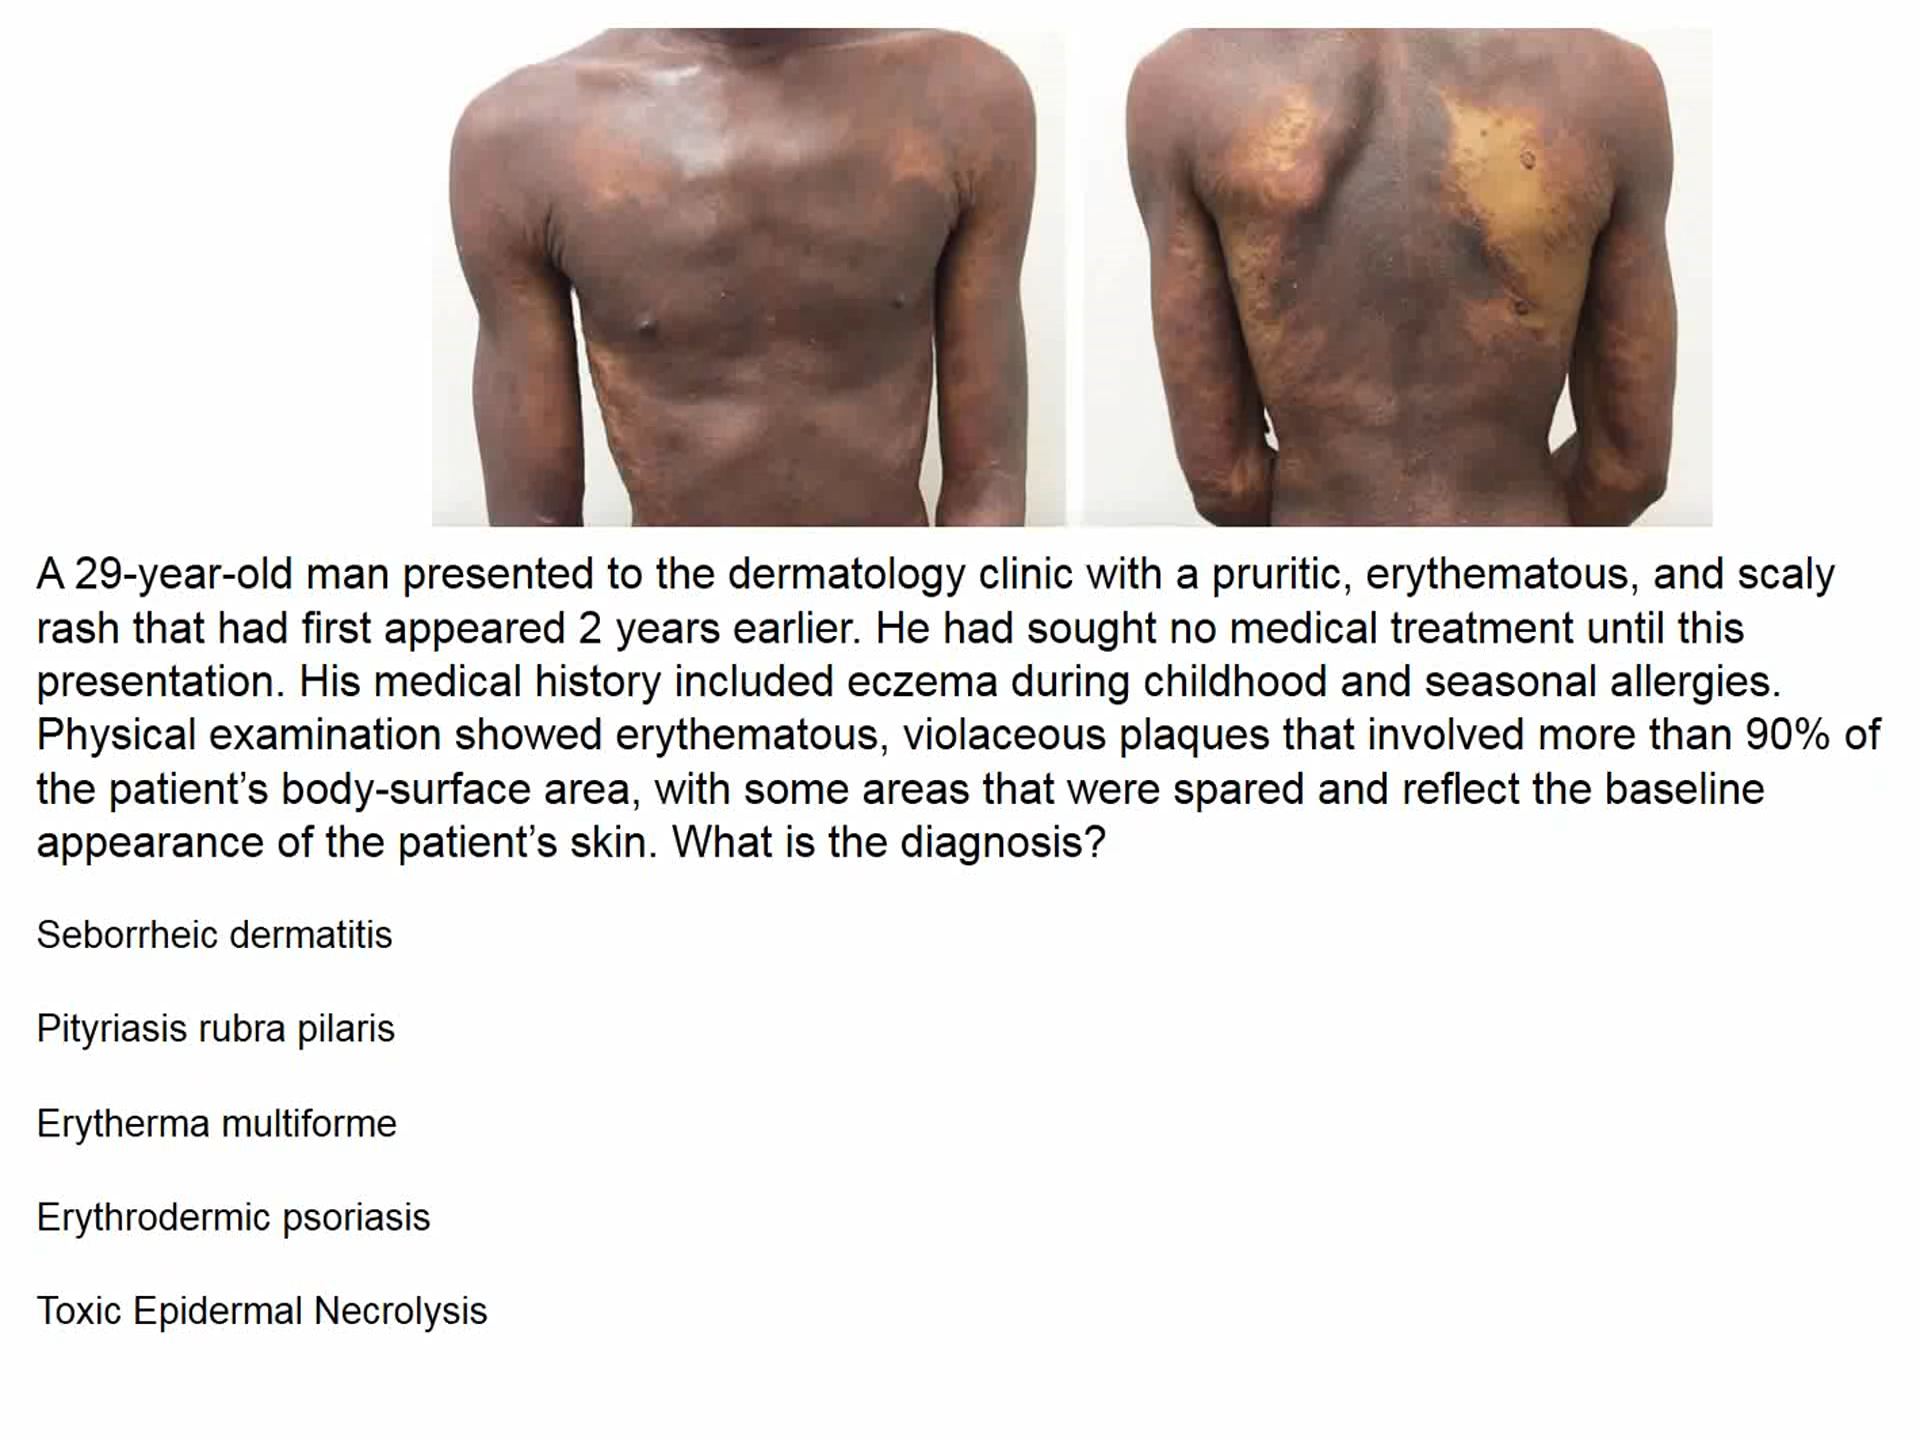 A 29-year-old man presented to the dermatology clinic with a pruritic, erythematous, and scaly
rash that had first appeared 2 years earlier. He had sought no medical treatment until this
presentation. His medical history included eczema during childhood and seasonal allergies.
Physical examination showed erythematous, violaceous plaques that involved more than 90% of
the patient’s body-surface area, with some areas that were spared and reflect the baseline
appearance of the patient’s skin. What is the diagnosis?
Seborrheic dermatitis
Pityriasis rubra pilaris
Erytherma multiforme
Erythrodermic psoriasis
Toxic Epidermal Necrolysis